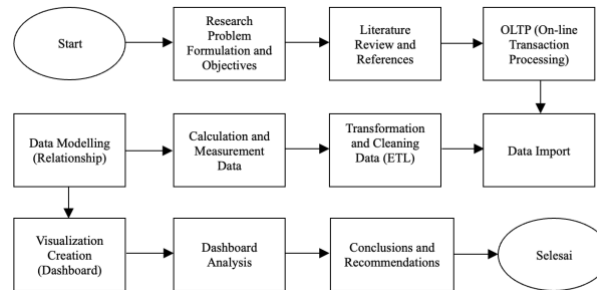 Start
Research
Problem
Formulation and
Objectives
Literature
Review and
References
OLTP (On-line
Transaction
Processing)
Data Modelling
(Relationship)
Calculation and
Measurement
Data
Transformation
and Cleaning
Data (ETL)
Data Import
Visualization
Creation
(Dashboard)
Dashboard
Analysis
Conclusions and
Recommendations
Selesai